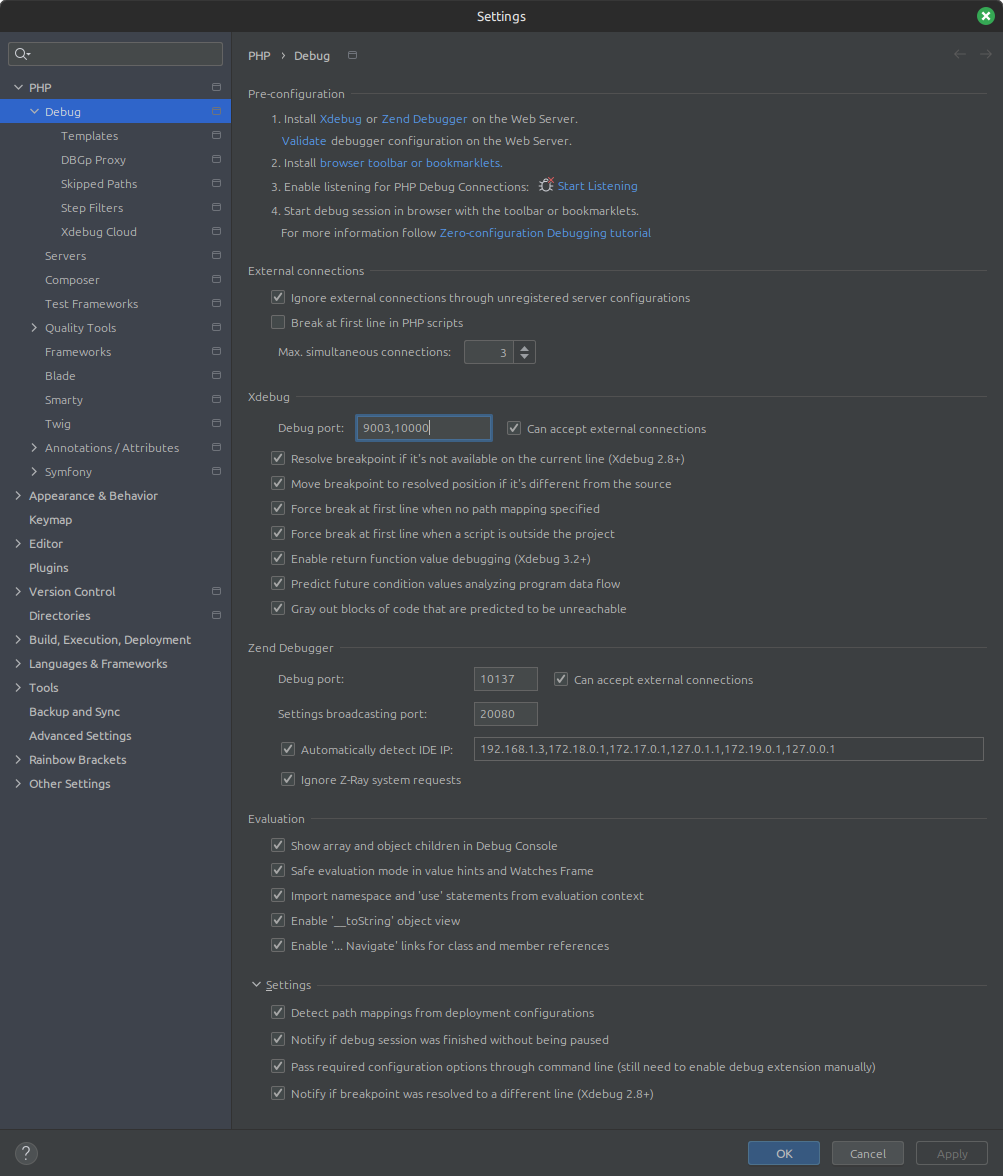 Settings
PHP › Debug
PHP
Debug
Templates
DBGp Proxy
Skipped Paths
Step Filters
Xdebug Cloud
Servers
Composer
Test Frameworks
Quality Tools
Frameworks
Blade
Smarty
Twig
Annotations / Attributes
Symfony
Appearance & Behavior
Keymap
Editor
Plugins
Version Control
Directories
Build, Execution, Deployment
Languages & Frameworks
Tools
Backup and Sync
Advanced Settings
Rainbow Brackets
Other Settings
Pre-configuration
1. Install Xdebug or Zend Debugger on the Web Server.
Validate debugger configuration on the Web Server.
2. Install browser toolbar or bookmarklets.
3. Enable listening for PHP Debug Connections: Start Listening
4. Start debug session in browser with the toolbar or bookmarklets.
For more information follow Zero-configuration Debugging tutorial
External connections
Ignore external connections through unregistered server configurations
Break at first line in PHP scripts
Max. simultaneous connections: 3
Xdebug
Debug port: 9003,10000 Can accept external connections
Resolve breakpoint if it's not available on the current line (Xdebug 2.8+)
Move breakpoint to resolved position if it's different from the source
Force break at first line when no path mapping specified
Force break at first line when a script is outside the project
Enable return function value debugging (Xdebug 3.2+)
Predict future condition values analyzing program data flow
Gray out blocks of code that are predicted to be unreachable
Zend Debugger
Debug port: 10137 Can accept external connections
Settings broadcasting port: 20080
Automatically detect IDE IP: 192.168.1.3,172.18.0.1,172.17.0.1,127.0.1.1,172.19.0.1,127.0.0.1
Ignore Z-Ray system requests
Evaluation
Show array and object children in Debug Console
Safe evaluation mode in value hints and Watches Frame
Import namespace and 'use' statements from evaluation context
Enable '__toString' object view
Enable '... Navigate' links for class and member references
Settings
Detect path mappings from deployment configurations
Notify if debug session was finished without being paused
Pass required configuration options through command line (still need to enable debug extension manually)
Notify if breakpoint was resolved to a different line (Xdebug 2.8+)
?
OK
Cancel
Apply